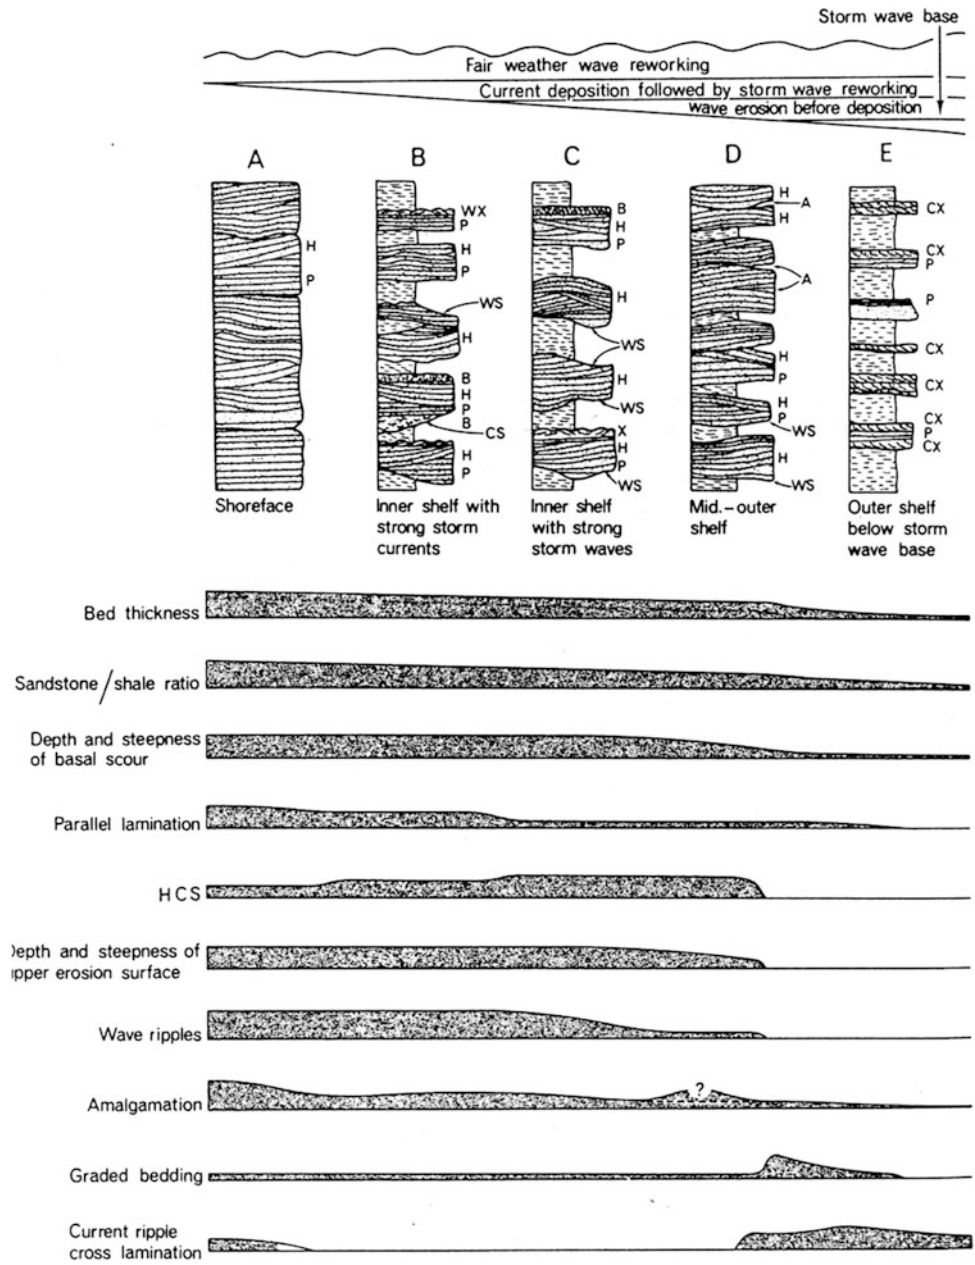 Storm wave base
Fair weather wave reworking
Current deposition followed by storm wave reworking
wave erosion before deposition
A
B
C
D
E
WX
P
H
P
WS
H
B
H
P
B
CS
H
P
H
P
B
H
P
H
WS
H
WS
X
H
P
WS
H
A
H
A
H
P
H
P
WS
H
WS
CX
CX
P
P
CX
CX
CX
P
CX
Shoreface
Inner shelf with
strong storm
currents
Inner shelf
with strong
storm waves
Mid.-outer
shelf
Outer shelf
below storm
wave base
Bed thickness
Sandstone/shale ratio
Depth and steepness
of basal scour
Parallel lamination
HCS
Depth and steepness of
upper erosion surface
Wave ripples
?
Amalgamation
Graded bedding
Current ripple
cross lamination